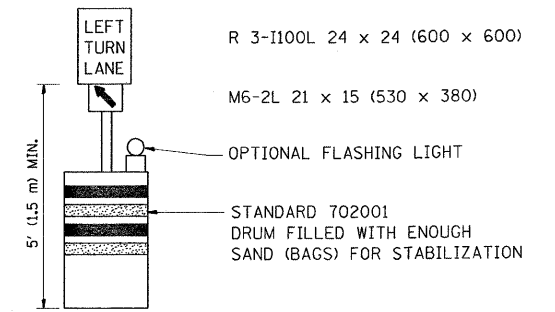 LEFT
TURN
LANE
R 3-I100L 24 x 24 (600 x 600)
M6-2L 21 x 15 (530 x 380)
OPTIONAL FLASHING LIGHT
5' (1.5 m) MIN.
STANDARD 702001
DRUM FILLED WITH ENOUGH
SAND (BAGS) FOR STABILIZATION